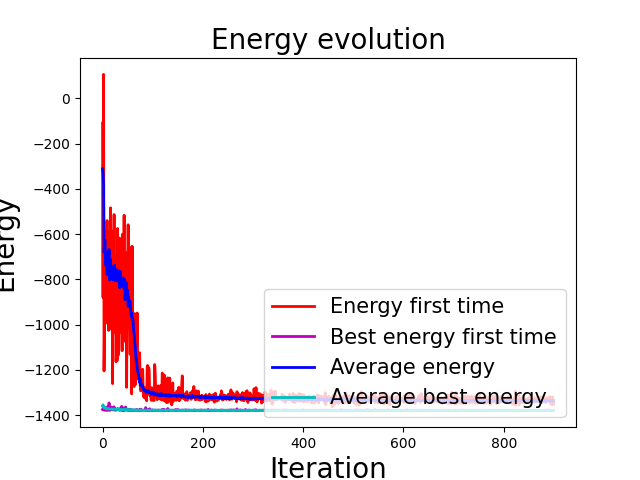 Energy evolution
Energy
0
−200
−400
−600
−800
−1000
−1200
−1400
Energy first time
Best energy first time
Average energy
Average best energy
0 200 400 600 800
Iteration